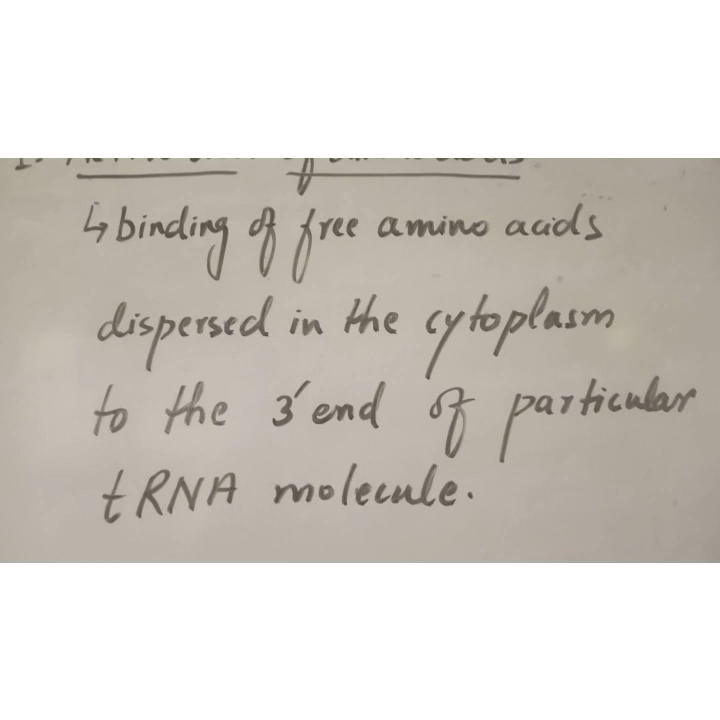 ↳ binding of free amino acids
dispersed in the cytoplasm
to the 3' end of particular
tRNA molecule.